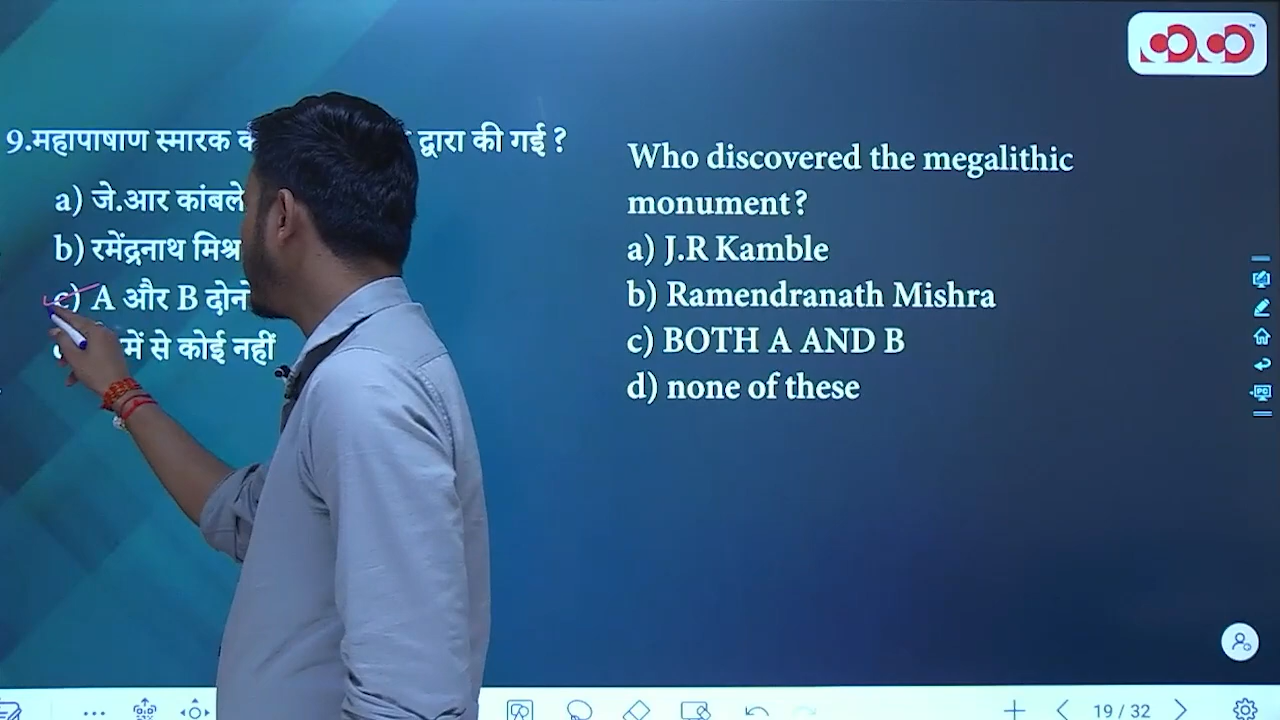 9.महापाषाण स्मारक द्वारा की गई ?
a) जे.आर कांबले
b) रमेंद्रनाथ मिश्र
c) A और B दोनों
में से कोई नहीं
Who discovered the megalithic
monument?
a) J.R Kamble
b) Ramendranath Mishra
c) BOTH A AND B
d) none of these
19 / 32